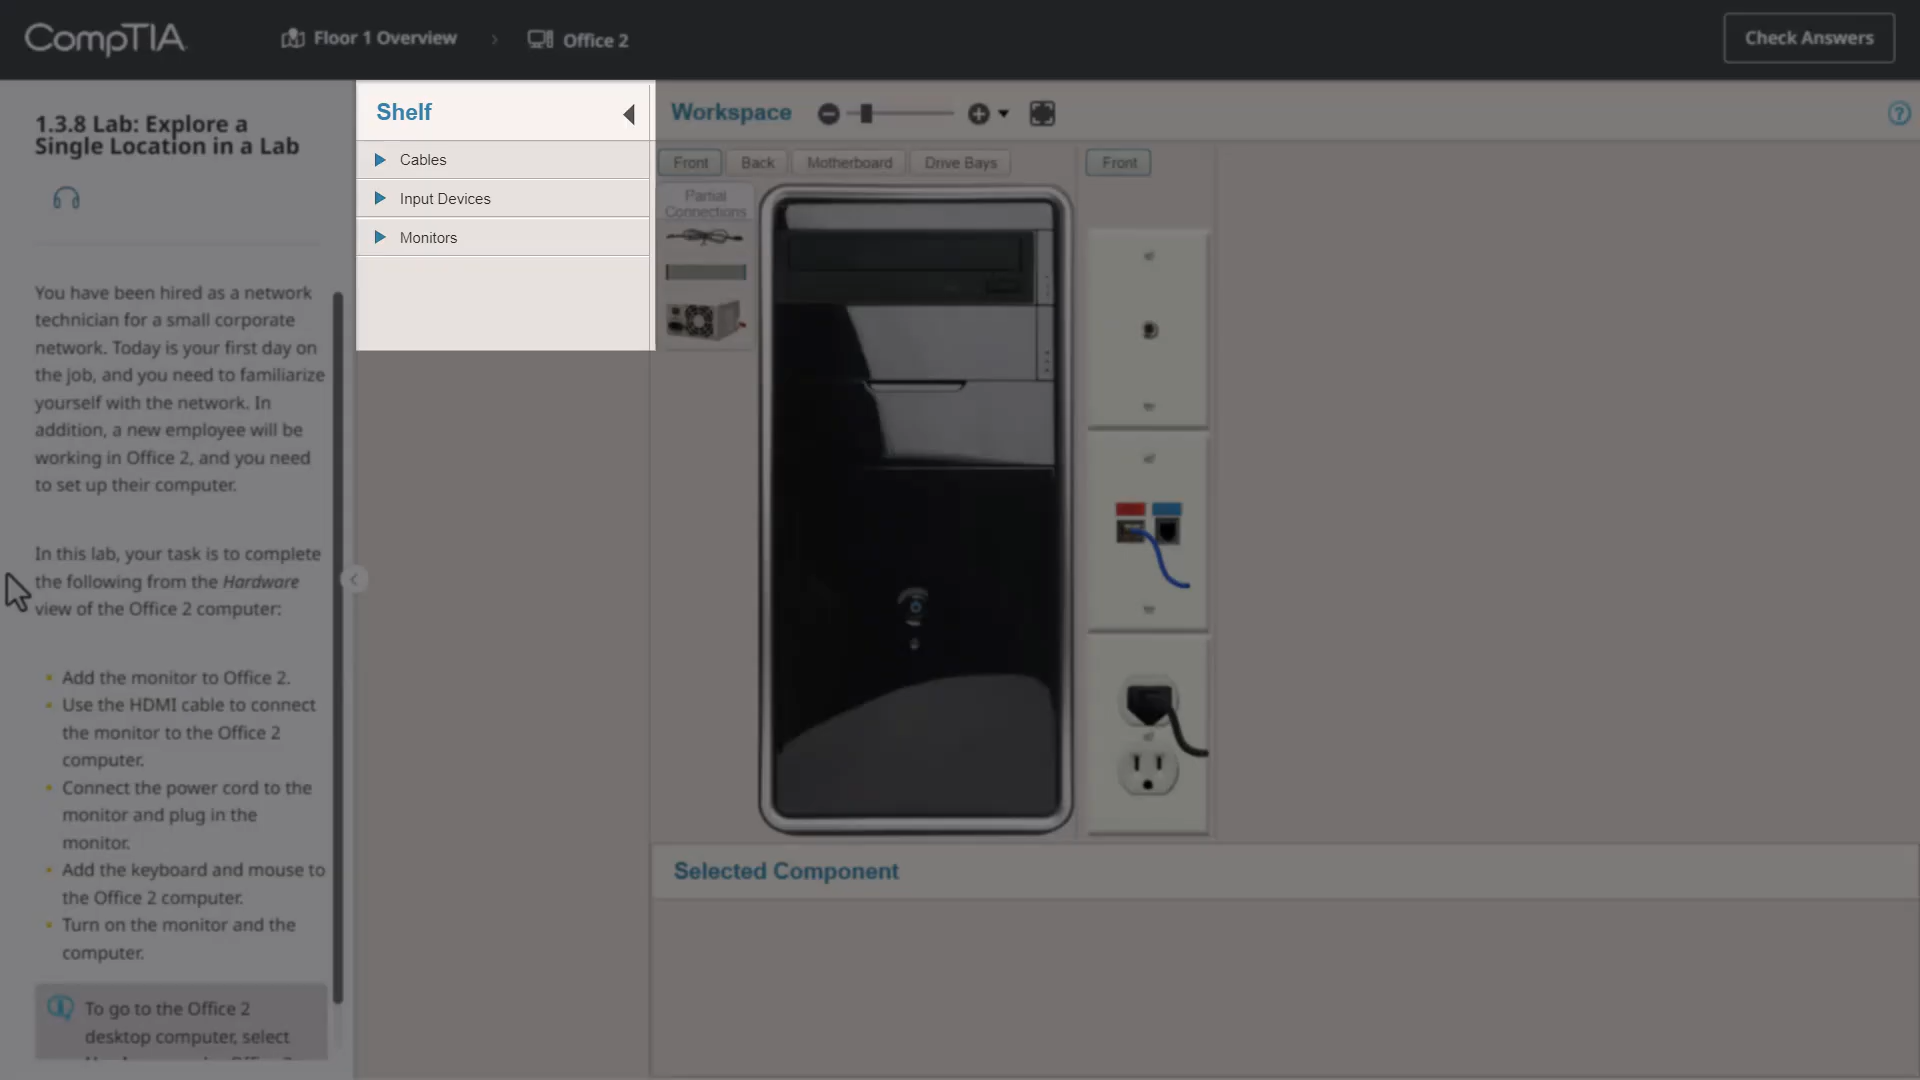 CompTIA
Floor 1 Overview
Office 2
Check Answers
1.3.8 Lab: Explore a
Single Location in a Lab
You have been hired as a network
technician for a small corporate
network. Today is your first day on
the job, and you need to familiarize
yourself with the network. In
addition, a new employee will be
working in Office 2, and you need
to set up their computer.
In this lab, your task is to complete
the following from the Hardware
view of the Office 2 computer:
Add the monitor to Office 2.
Use the HDMI cable to connect
the monitor to the Office 2
computer.
Connect the power cord to the
monitor and plug in the
monitor.
Add the keyboard and mouse to
the Office 2 computer.
Turn on the monitor and the
computer.
To go to the Office 2
desktop computer, select
Shelf
Cables
Input Devices
Monitors
Workspace
?
Front
Back
Motherboard
Drive Bays
Front
Partial
Connections
Selected Component